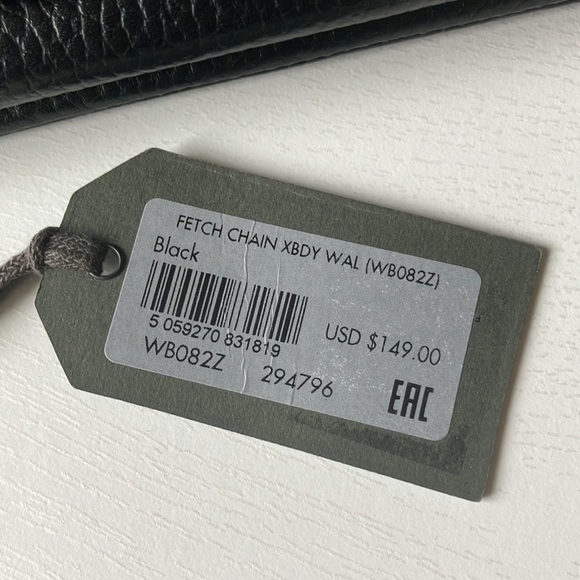 FETCH CHAIN XBDY WAL (WB082Z)
Black
5 059270 831819
USD $149.00
WB082Z 294796
EAC